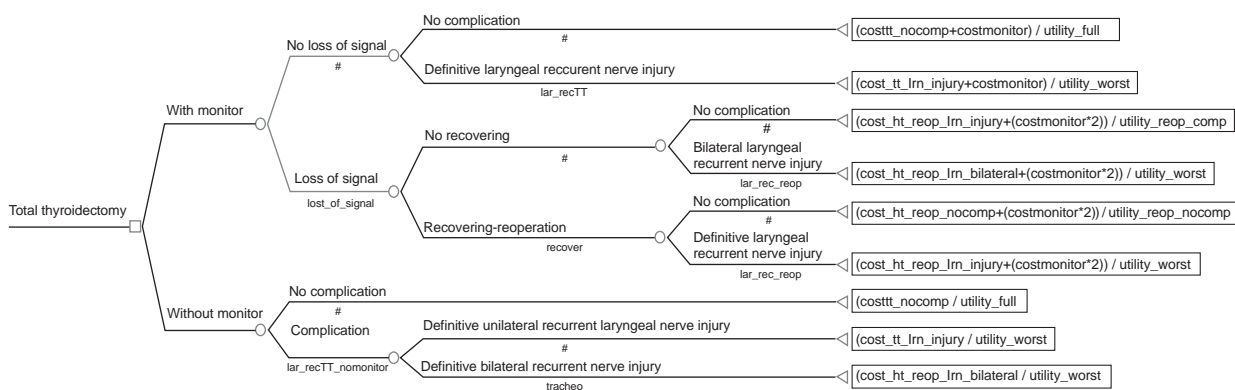 No complication
#
(costtt_nocomp+costmonitor) / utility_full
No loss of signal
#
Definitive laryngeal reccurent nerve injury
lar_recTT
(cost_tt_lrn_injury+costmonitor) / utility_worst
With monitor
No complication
#
(cost_ht_reop_lrn_injury+(costmonitor*2)) / utility_reop_comp
No recovering
#
Bilateral laryngeal
recurrent nerve injury
lar_rec_reop
(cost_ht_reop_lrn_bilateral+(costmonitor*2)) / utility_worst
Loss of signal
lost_of_signal
Total thyroidectomy
No complication
#
(cost_ht_reop_nocomp+(costmonitor*2)) / utility_reop_nocomp
Recovering-reoperation
recover
Definitive laryngeal
recurrent nerve injury
lar_rec_reop
(cost_ht_reop_lrn_injury+(costmonitor*2)) / utility_worst
Without monitor
No complication
#
(costtt_nocomp / utility_full
Complication
lar_recTT_nomonitor
Definitive unilateral recurrent laryngeal nerve injury
#
(cost_tt_lrn_injury / utility_worst
Definitive bilateral recurrent nerve injury
tracheo
(cost_ht_reop_lrn_bilateral / utility_worst